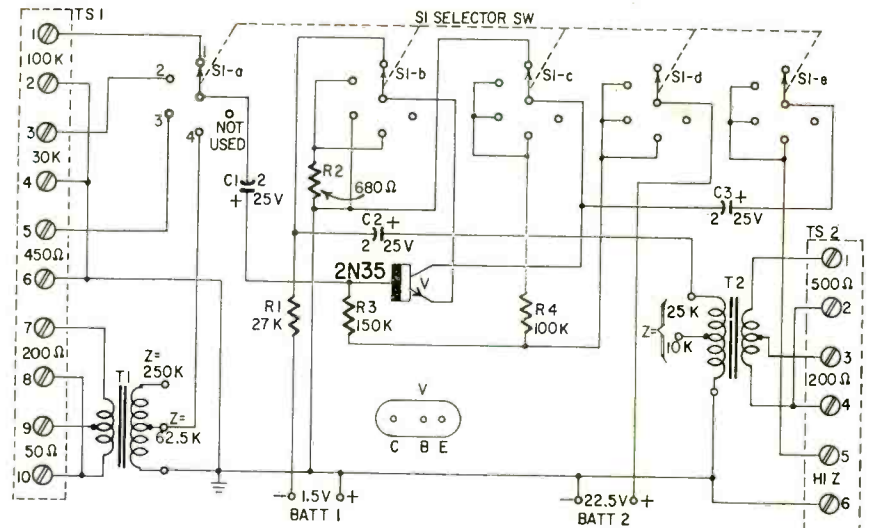 TS 1
S1 SELECTOR SW
1
100K
2
3
30K
4
5
450Ω
6
7
200Ω
8
9
50Ω
10
1
S1-a
2
3
4
NOT USED
S1-b
S1-c
S1-d
S1-e
C1
2
+
25V
R2
680Ω
C2
+
2
25V
C3
+
2
25V
2N35
V
R1
27K
R3
150K
R4
100K
T1
Z=
250K
Z=
62.5K
V
C B E
- 1.5V +
BATT 1
- 22.5V +
BATT 2
Z=
25K
10K
T2
TS 2
1
500Ω
2
3
200Ω
4
5
HI Z
6